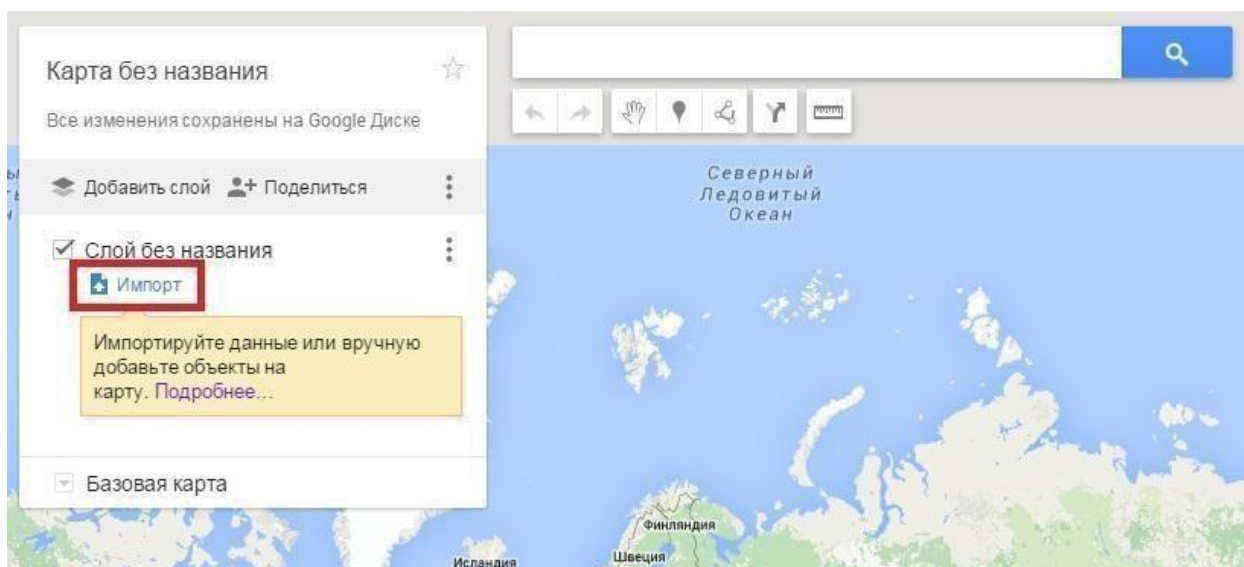 Карта без названия
Все изменения сохранены на Google Диске
Добавить слой
Поделиться
Слой без названия
Импорт
Импортируйте данные или вручную
добавьте объекты на
карту. Подробнее...
Базовая карта
Северный
Ледовитый
Океан
Финляндия
Швеция
Исландия